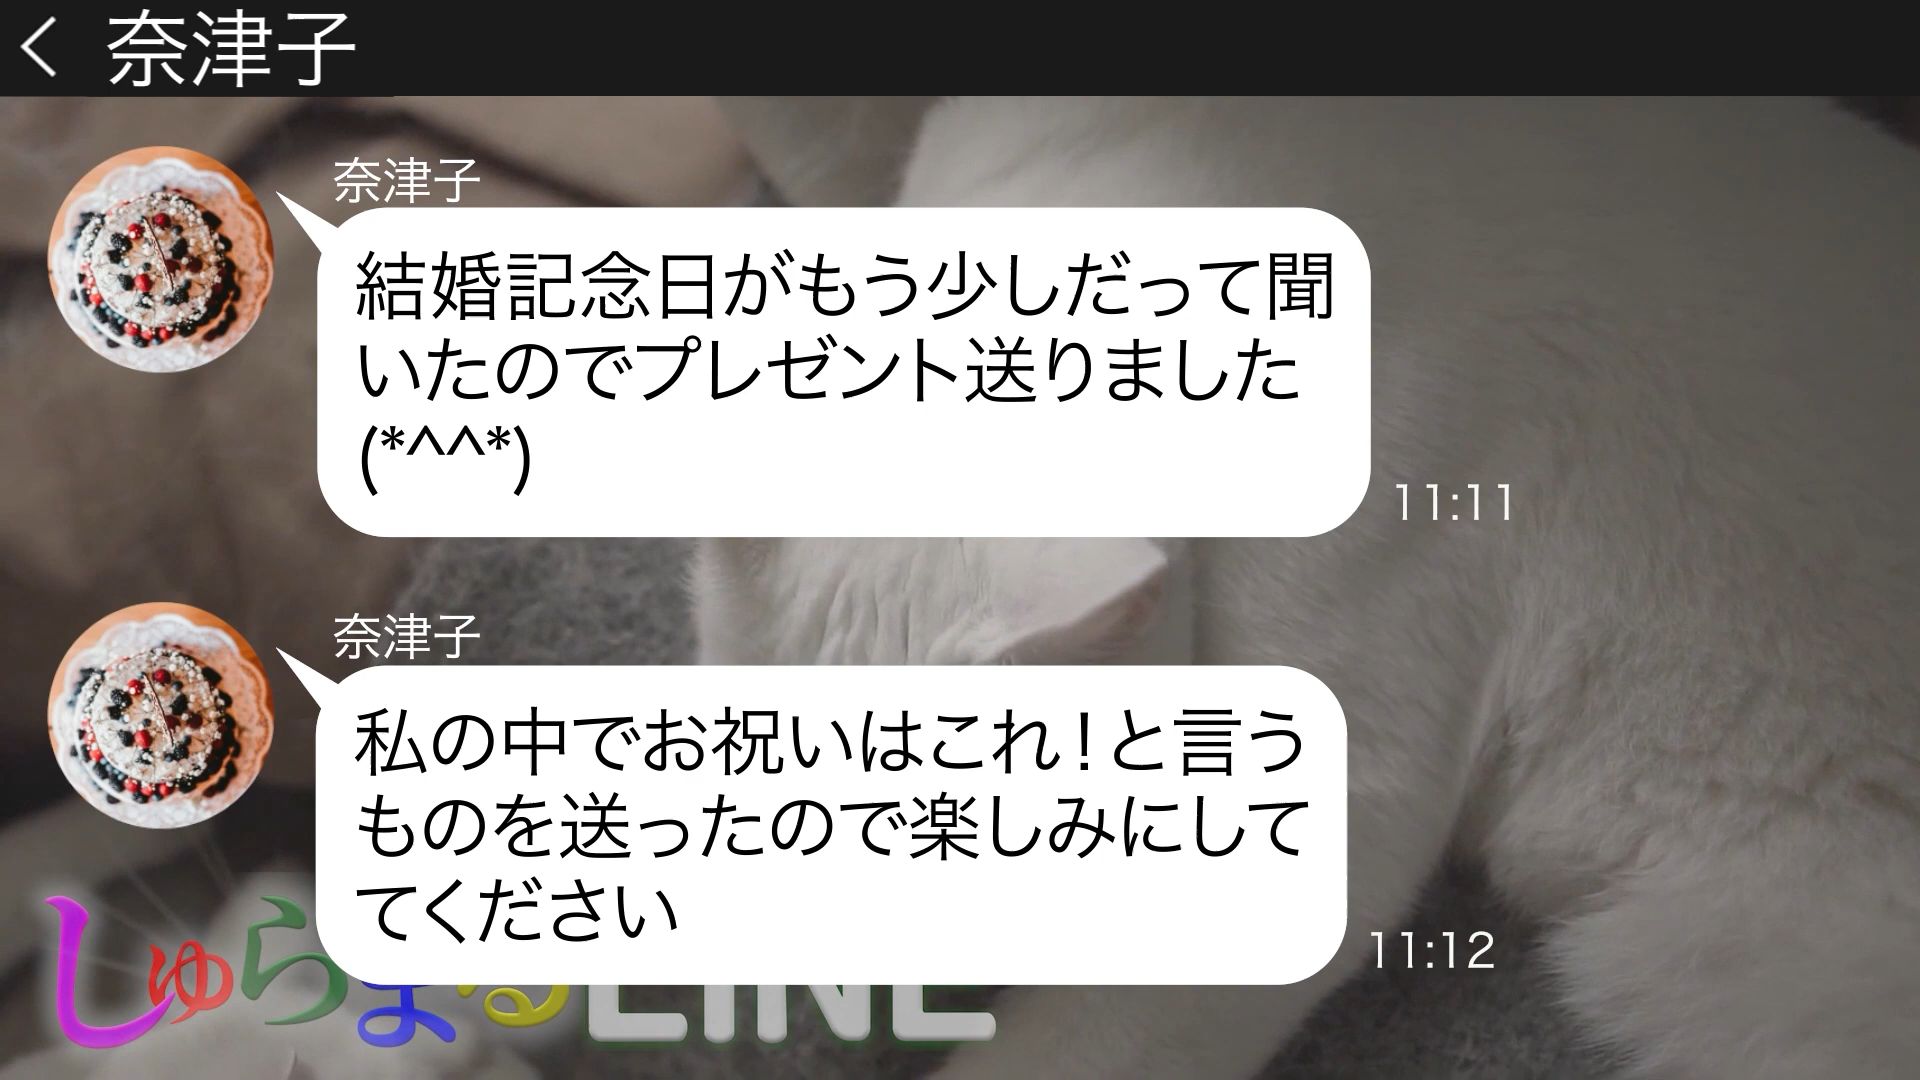 奈津子
奈津子
結婚記念日がもう少しだって聞
いたのでプレゼント送りました
(*^^*)
11:11
奈津子
私の中でお祝いはこれ！と言う
ものを送ったので楽しみにして
てください
11:12
しゅらまるLINE